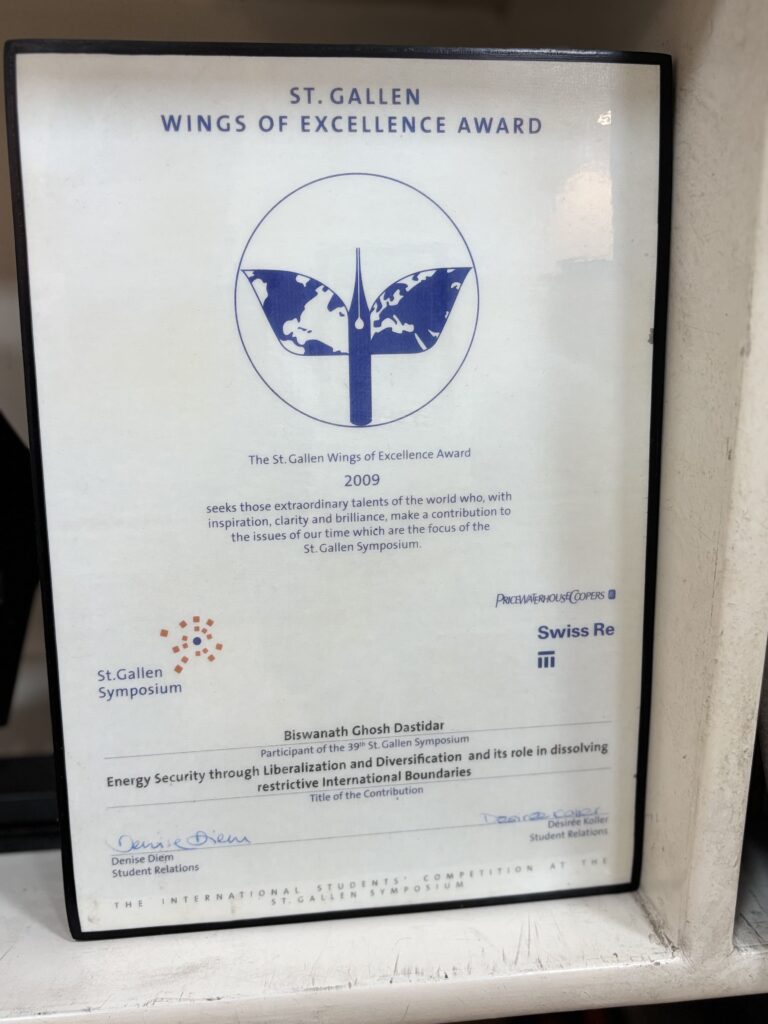 ST. GALLEN
WINGS OF EXCELLENCE AWARD
The St. Gallen Wings of Excellence Award
2009
seeks those extraordinary talents of the world who, with
inspiration, clarity and brilliance, make a contribution to
the issues of our time which are the focus of the
St. Gallen Symposium.
PRICEWATERHOUSECOOPERS
Swiss Re
St.Gallen
Symposium
Biswanath Ghosh Dastidar
Participant of the 39th St. Gallen Symposium
Energy Security through Liberalization and Diversification and its role in dissolving
restrictive International Boundaries
Title of the Contribution
Denise Diem
Désirée Koller
Denise Diem
Student Relations
Désirée Koller
Student Relations
THE INTERNATIONAL STUDENTS' COMPETITION AT THE
ST. GALLEN SYMPOSIUM